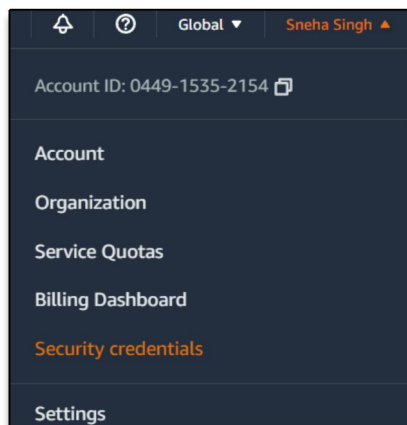 Global ▼ Sneha Singh ▲
Account ID: 0449-1535-2154
Account
Organization
Service Quotas
Billing Dashboard
Security credentials
Settings